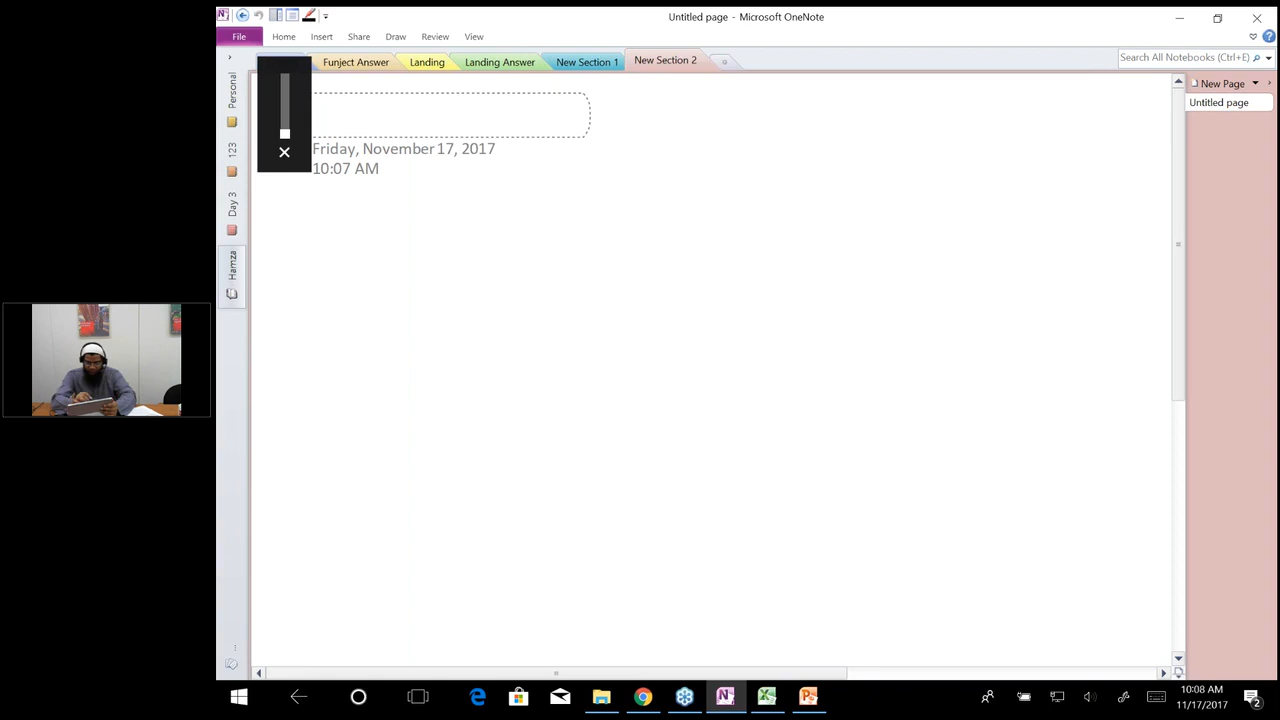 Untitled page - Microsoft OneNote
File Home Insert Share Draw Review View
Funject Answer Landing Landing Answer New Section 1 New Section 2
Search All Notebooks (Ctrl+E)
New Page
Untitled page
Personal
123
Day 3
Hamza
Friday, November 17, 2017
10:07 AM
10:08 AM
11/17/2017
2